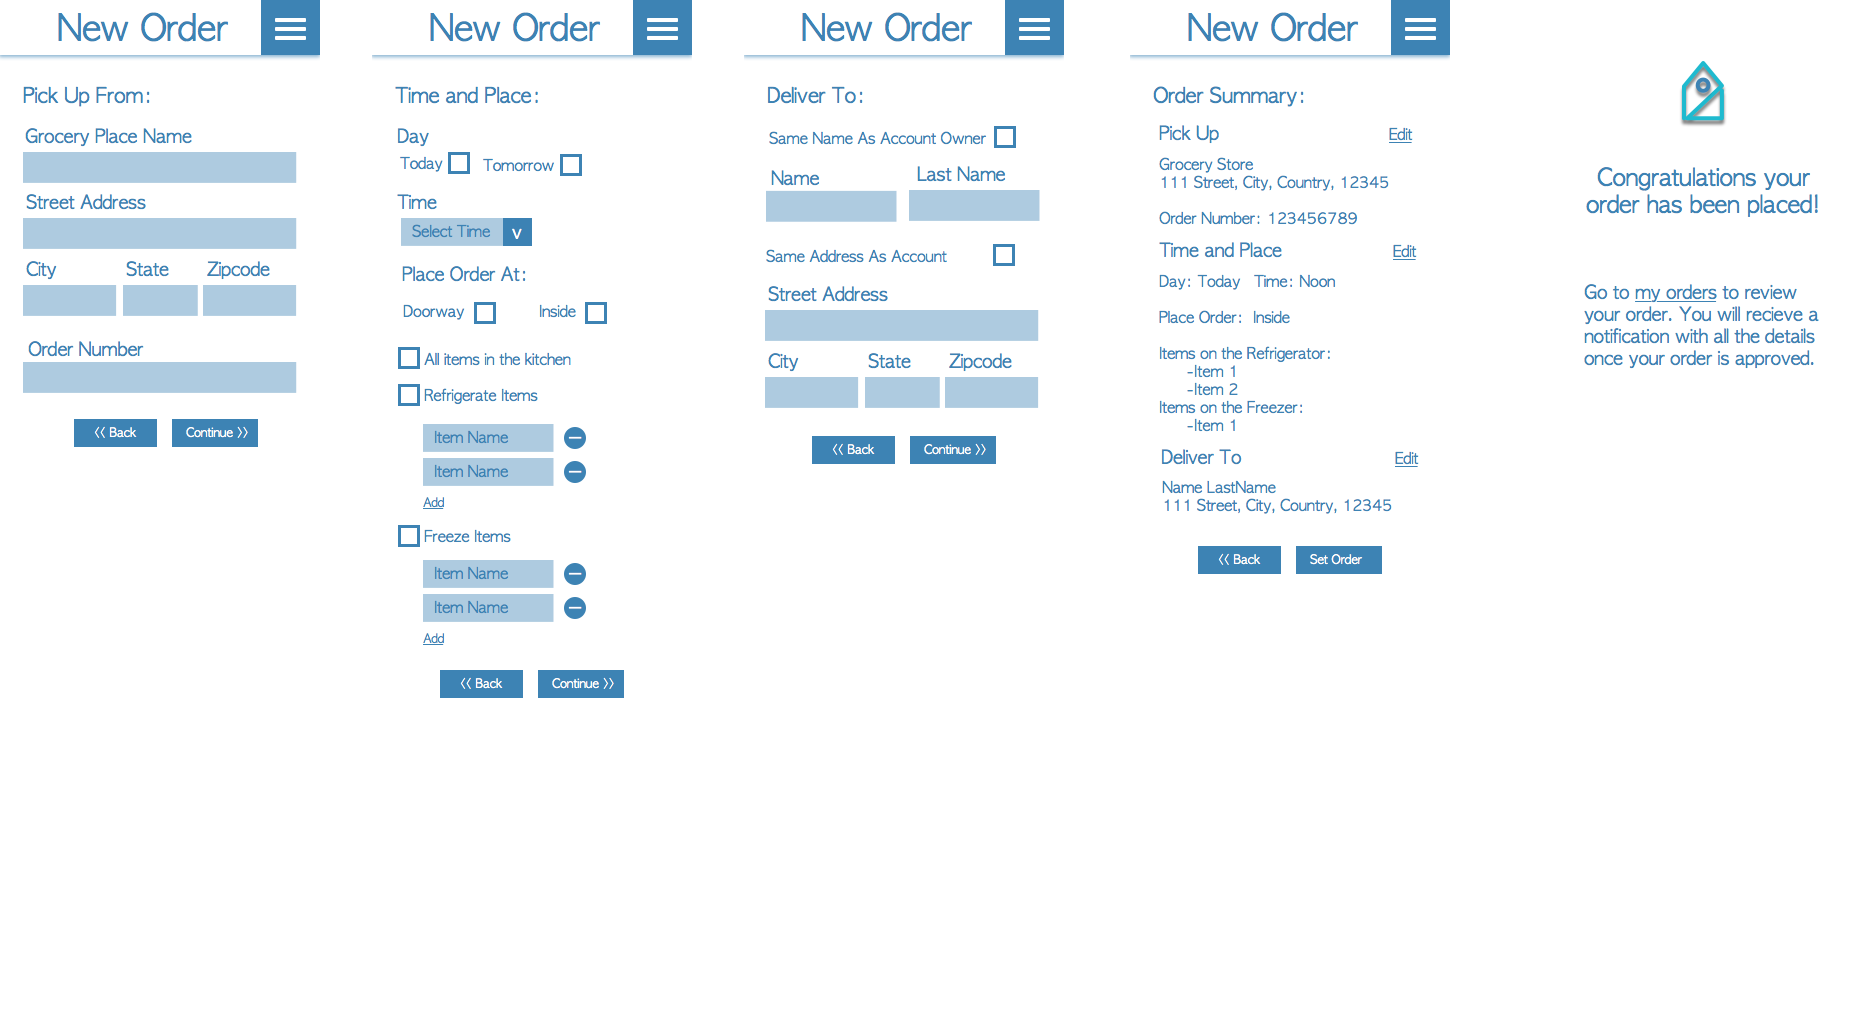 New Order
Pick Up From:
Grocery Place Name
Street Address
City State Zipcode
Order Number
《 Back Continue 》
New Order
Time and Place:
Day
Today Tomorrow
Time
Select Time v
Place Order At:
Doorway Inside
All items in the kitchen
Refrigerate Items
Item Name
Item Name
Add
Freeze Items
Item Name
Item Name
Add
《 Back Continue 》
New Order
Deliver To:
Same Name As Account Owner
Name Last Name
Same Address As Account
Street Address
City State Zipcode
《 Back Continue 》
New Order
Order Summary:
Pick Up Edit
Grocery Store
111 Street, City, Country, 12345
Order Number: 123456789
Time and Place Edit
Day: Today Time: Noon
Place Order: Inside
Items on the Refrigerator:
-Item 1
-Item 2
Items on the Freezer:
-Item 1
Deliver To Edit
Name LastName
111 Street, City, Country, 12345
《 Back Set Order
Congratulations your
order has been placed!
Go to my orders to review
your order. You will recieve a
notification with all the details
once your order is approved.